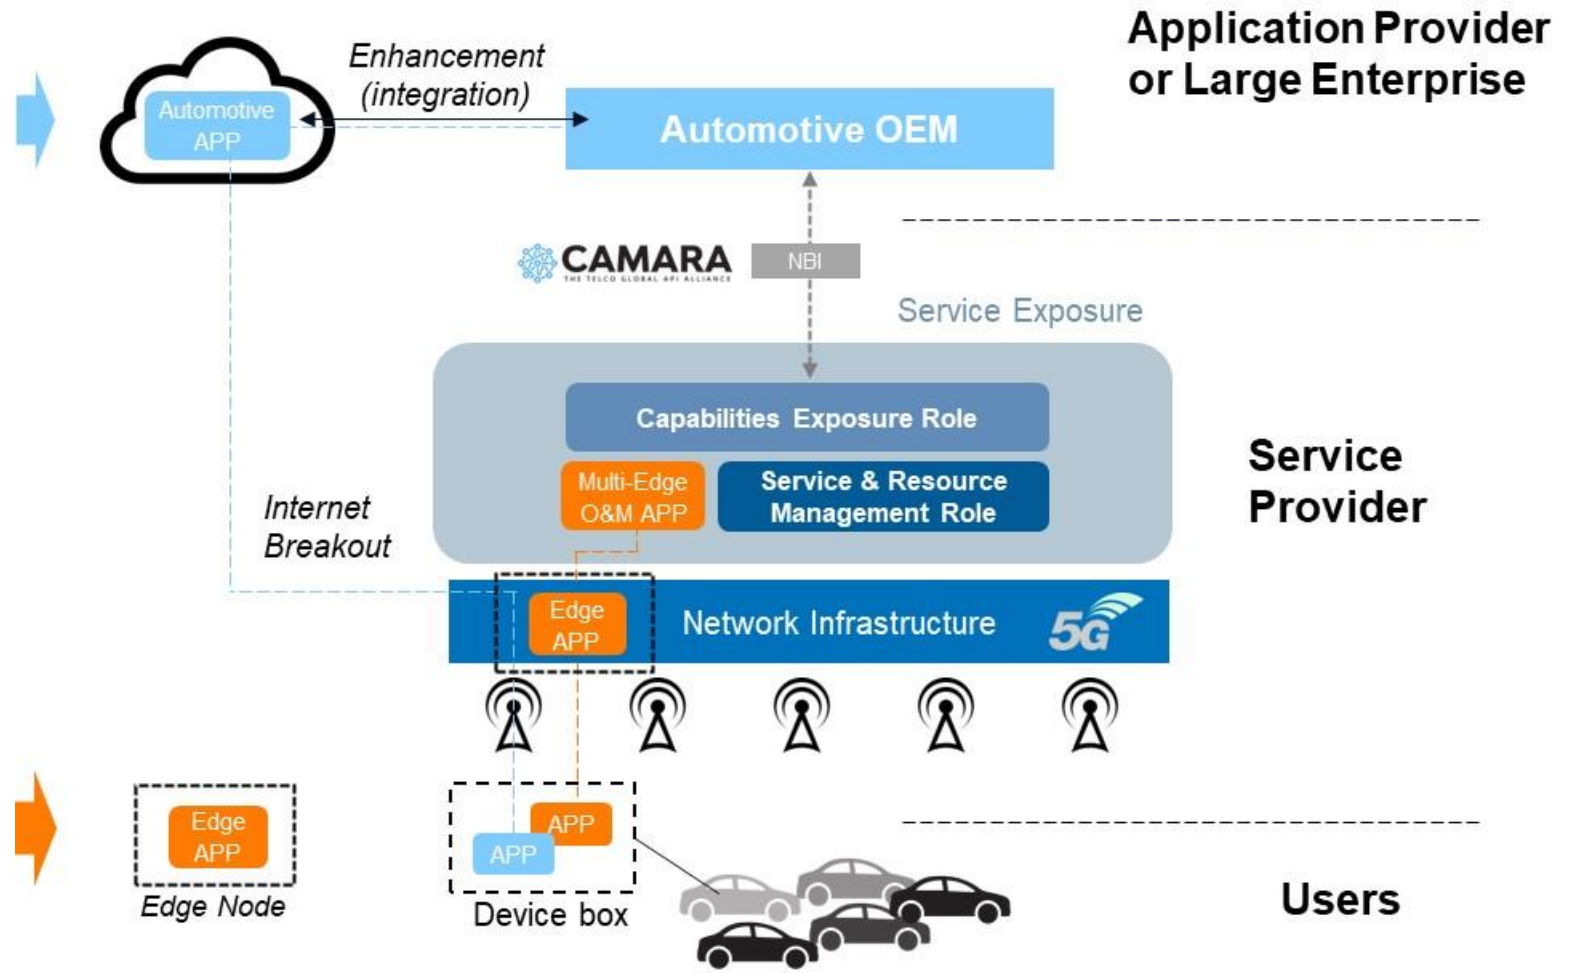 Application Provider
or Large Enterprise
Enhancement
(integration)
Automotive
APP
Automotive OEM
CAMARA
THE TELCO GLOBAL API ALLIANCE
NBI
Service Exposure
Capabilities Exposure Role
Multi-Edge
O&M APP
Service & Resource
Management Role
Service
Provider
Internet
Breakout
Edge
APP
Network Infrastructure
5G
Edge
APP
Edge Node
APP
APP
Device box
Users